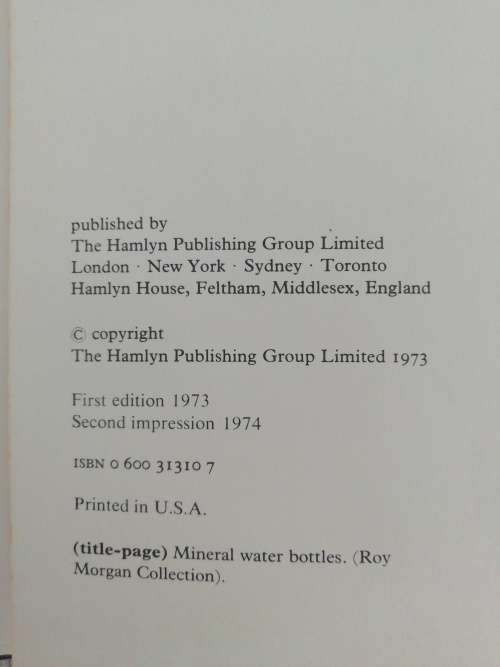 published by
The Hamlyn Publishing Group Limited
London · New York · Sydney · Toronto
Hamlyn House, Feltham, Middlesex, England
© copyright
The Hamlyn Publishing Group Limited 1973
First edition 1973
Second impression 1974
ISBN 0 600 31310 7
Printed in U.S.A.
(title-page) Mineral water bottles. (Roy
Morgan Collection).